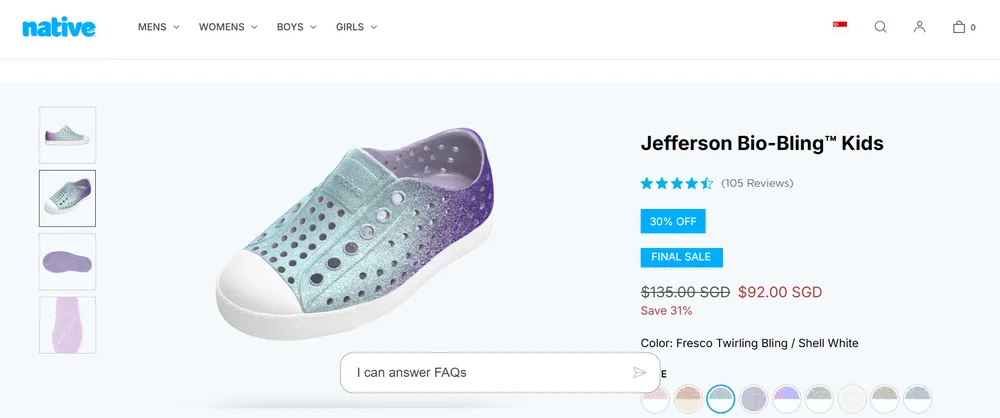 native
MENS
WOMENS
BOYS
GIRLS
0
Jefferson Bio-Bling™ Kids
(105 Reviews)
30% OFF
FINAL SALE
$135.00 SGD $92.00 SGD
Save 31%
Color: Fresco Twirling Bling / Shell White
I can answer FAQs